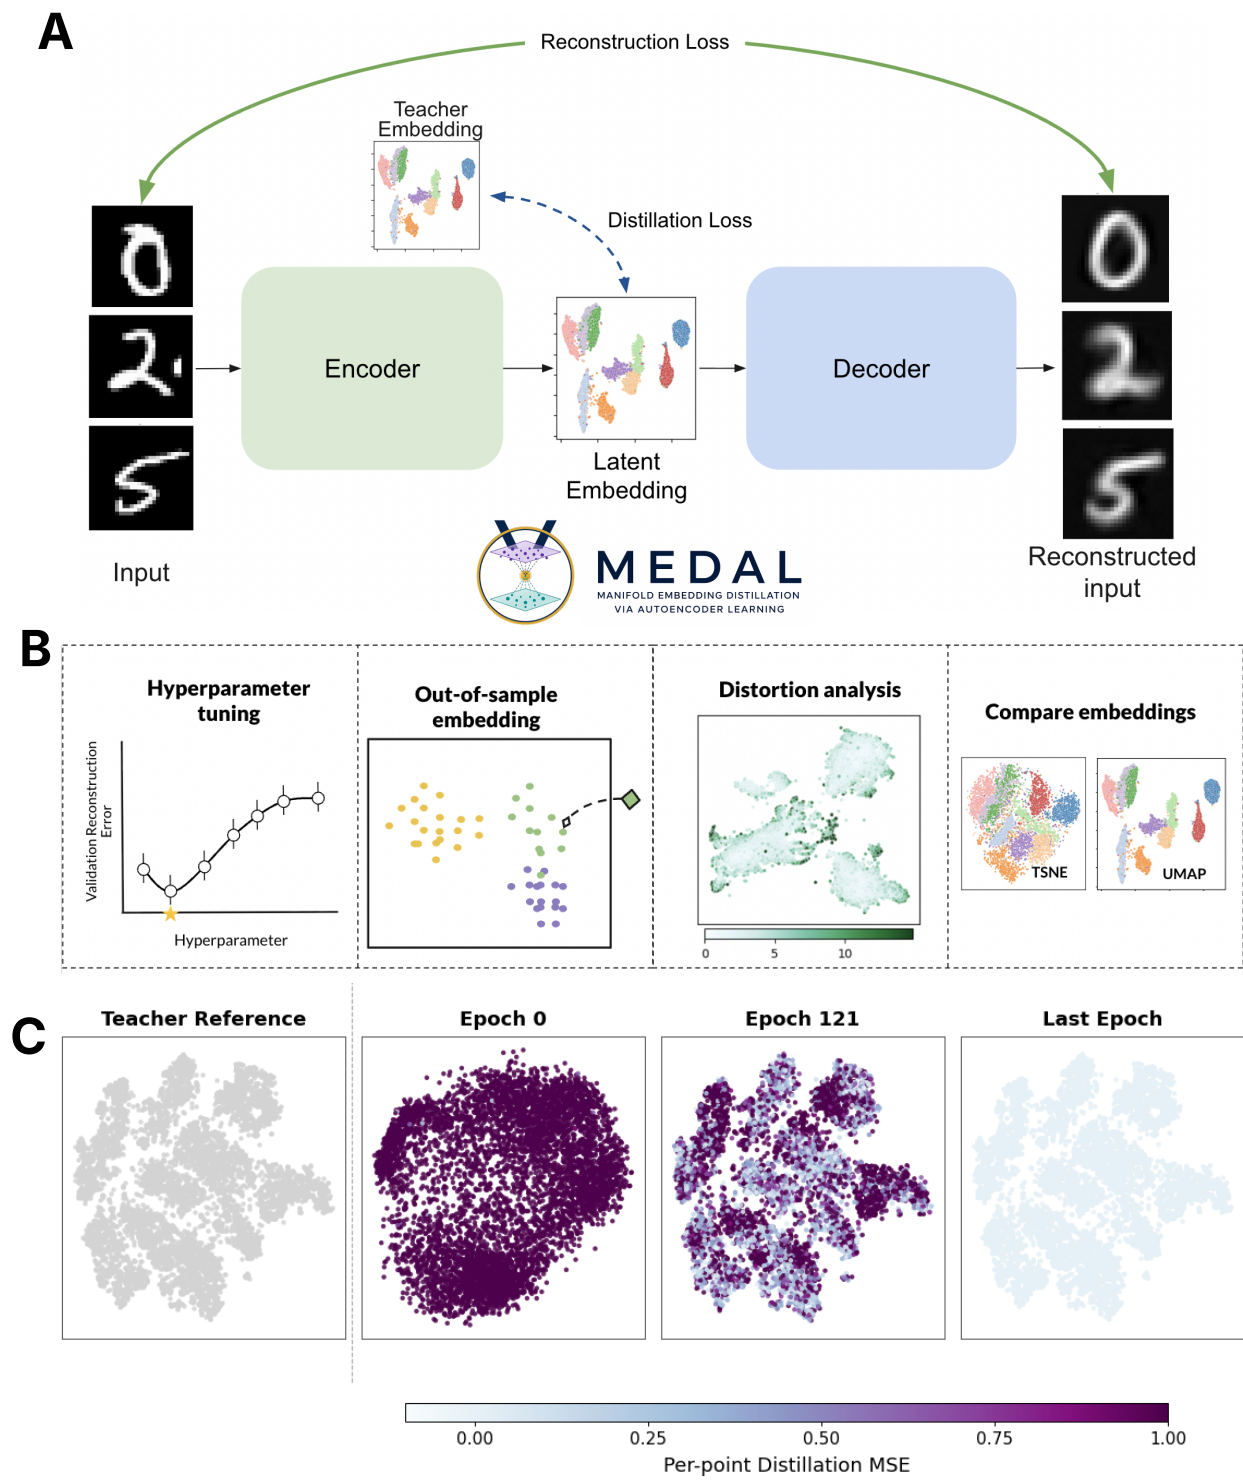 A
Reconstruction Loss
Teacher
Embedding
Distillation Loss
Encoder
Decoder
Latent
Embedding
Input
Reconstructed
input
MEDAL
MANIFOLD EMBEDDING DISTILLATION
VIA AUTOENCODER LEARNING
B
Hyperparameter
tuning
Validation Reconstruction
Error
Hyperparameter
Out-of-sample
embedding
Distortion analysis
0 5 10
Compare embeddings
TSNE
UMAP
C
Teacher Reference
Epoch 0
Epoch 121
Last Epoch
0.00 0.25 0.50 0.75 1.00
Per-point Distillation MSE